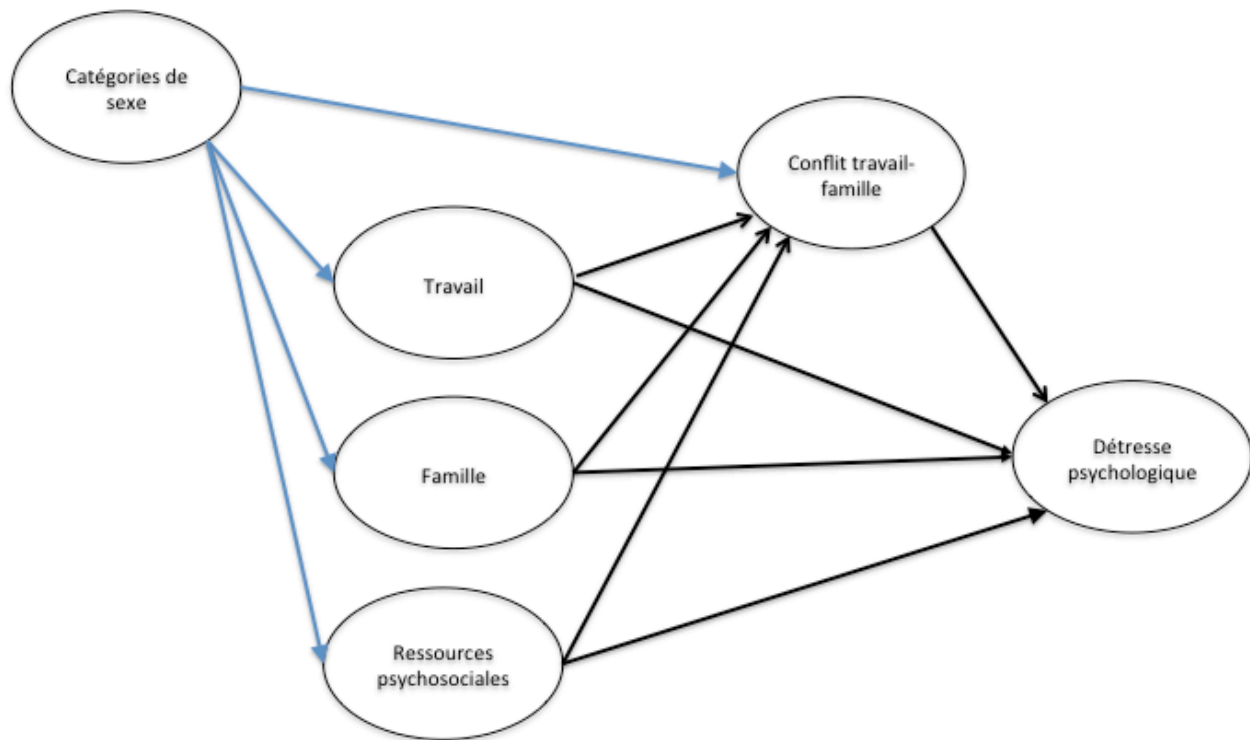 Catégories de
sexe
Conflit travail-
famille
Travail
Famille
Détresse
psychologique
Ressources
psychosociales